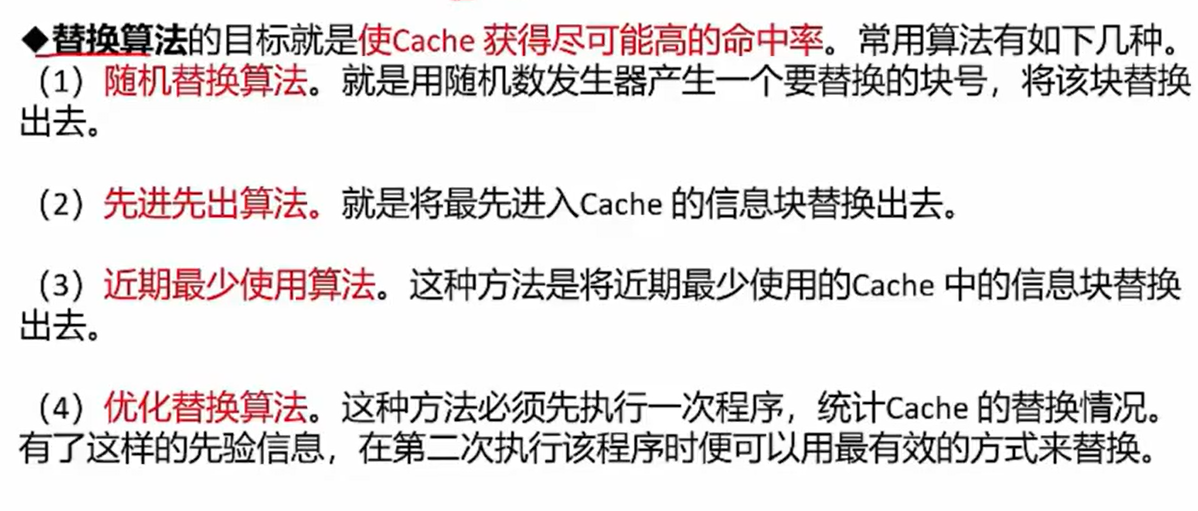 ◆替换算法的目标就是使Cache 获得尽可能高的命中率。常用算法有如下几种。
（1）随机替换算法。就是用随机数发生器产生一个要替换的块号，将该块替换
出去。
（2）先进先出算法。就是将最先进入Cache 的信息块替换出去。
（3）近期最少使用算法。这种方法是将近期最少使用的Cache 中的信息块替换
出去。
（4）优化替换算法。这种方法必须先执行一次程序，统计Cache 的替换情况。
有了这样的先验信息，在第二次执行该程序时便可以用最有效的方式来替换。